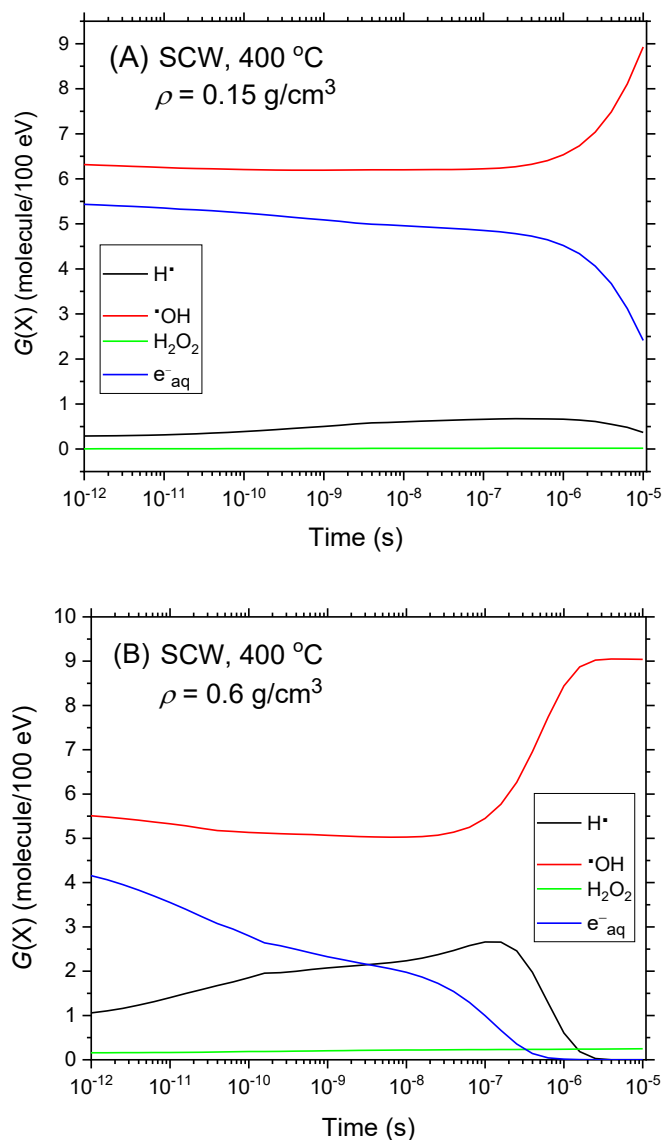 (A) SCW, 400 °C
ρ = 0.15 g/cm³
G(X) (molecule/100 eV)
9
8
7
6
5
4
3
2
1
0
H•
•OH
H₂O₂
e⁻aq
10⁻¹² 10⁻¹¹ 10⁻¹⁰ 10⁻⁹ 10⁻⁸ 10⁻⁷ 10⁻⁶ 10⁻⁵
Time (s)
(B) SCW, 400 °C
ρ = 0.6 g/cm³
G(X) (molecule/100 eV)
10
9
8
7
6
5
4
3
2
1
0
H•
•OH
H₂O₂
e⁻aq
10⁻¹² 10⁻¹¹ 10⁻¹⁰ 10⁻⁹ 10⁻⁸ 10⁻⁷ 10⁻⁶ 10⁻⁵
Time (s)